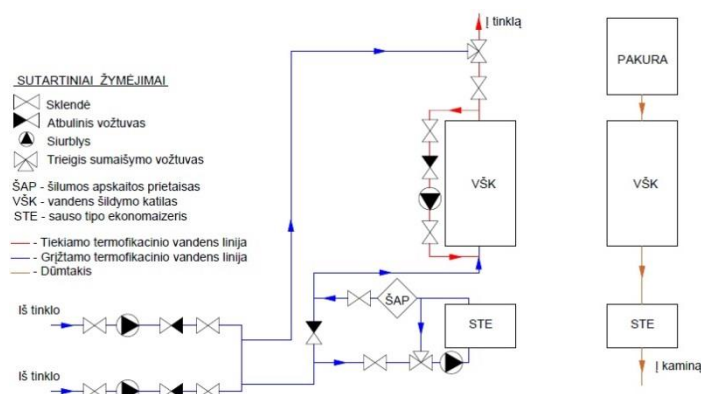 Į tinklą
PAKURA
SUTARTINIAI ŽYMĖJIMAI
Sklendė
Atbulinis vožtuvas
Siurblys
Trieigis sumaišymo vožtuvas
ŠAP - šilumos apskaitos prietaisas
VŠK - vandens šildymo katilas
STE - sauso tipo ekonomaizeris
- Tiekiamo termofikacinio vandens linija
- Grįžtamo termofikacinio vandens linija
- Dūmtakis
VŠK
VŠK
ŠAP
Iš tinklo
STE
STE
Į kaminą
Iš tinklo